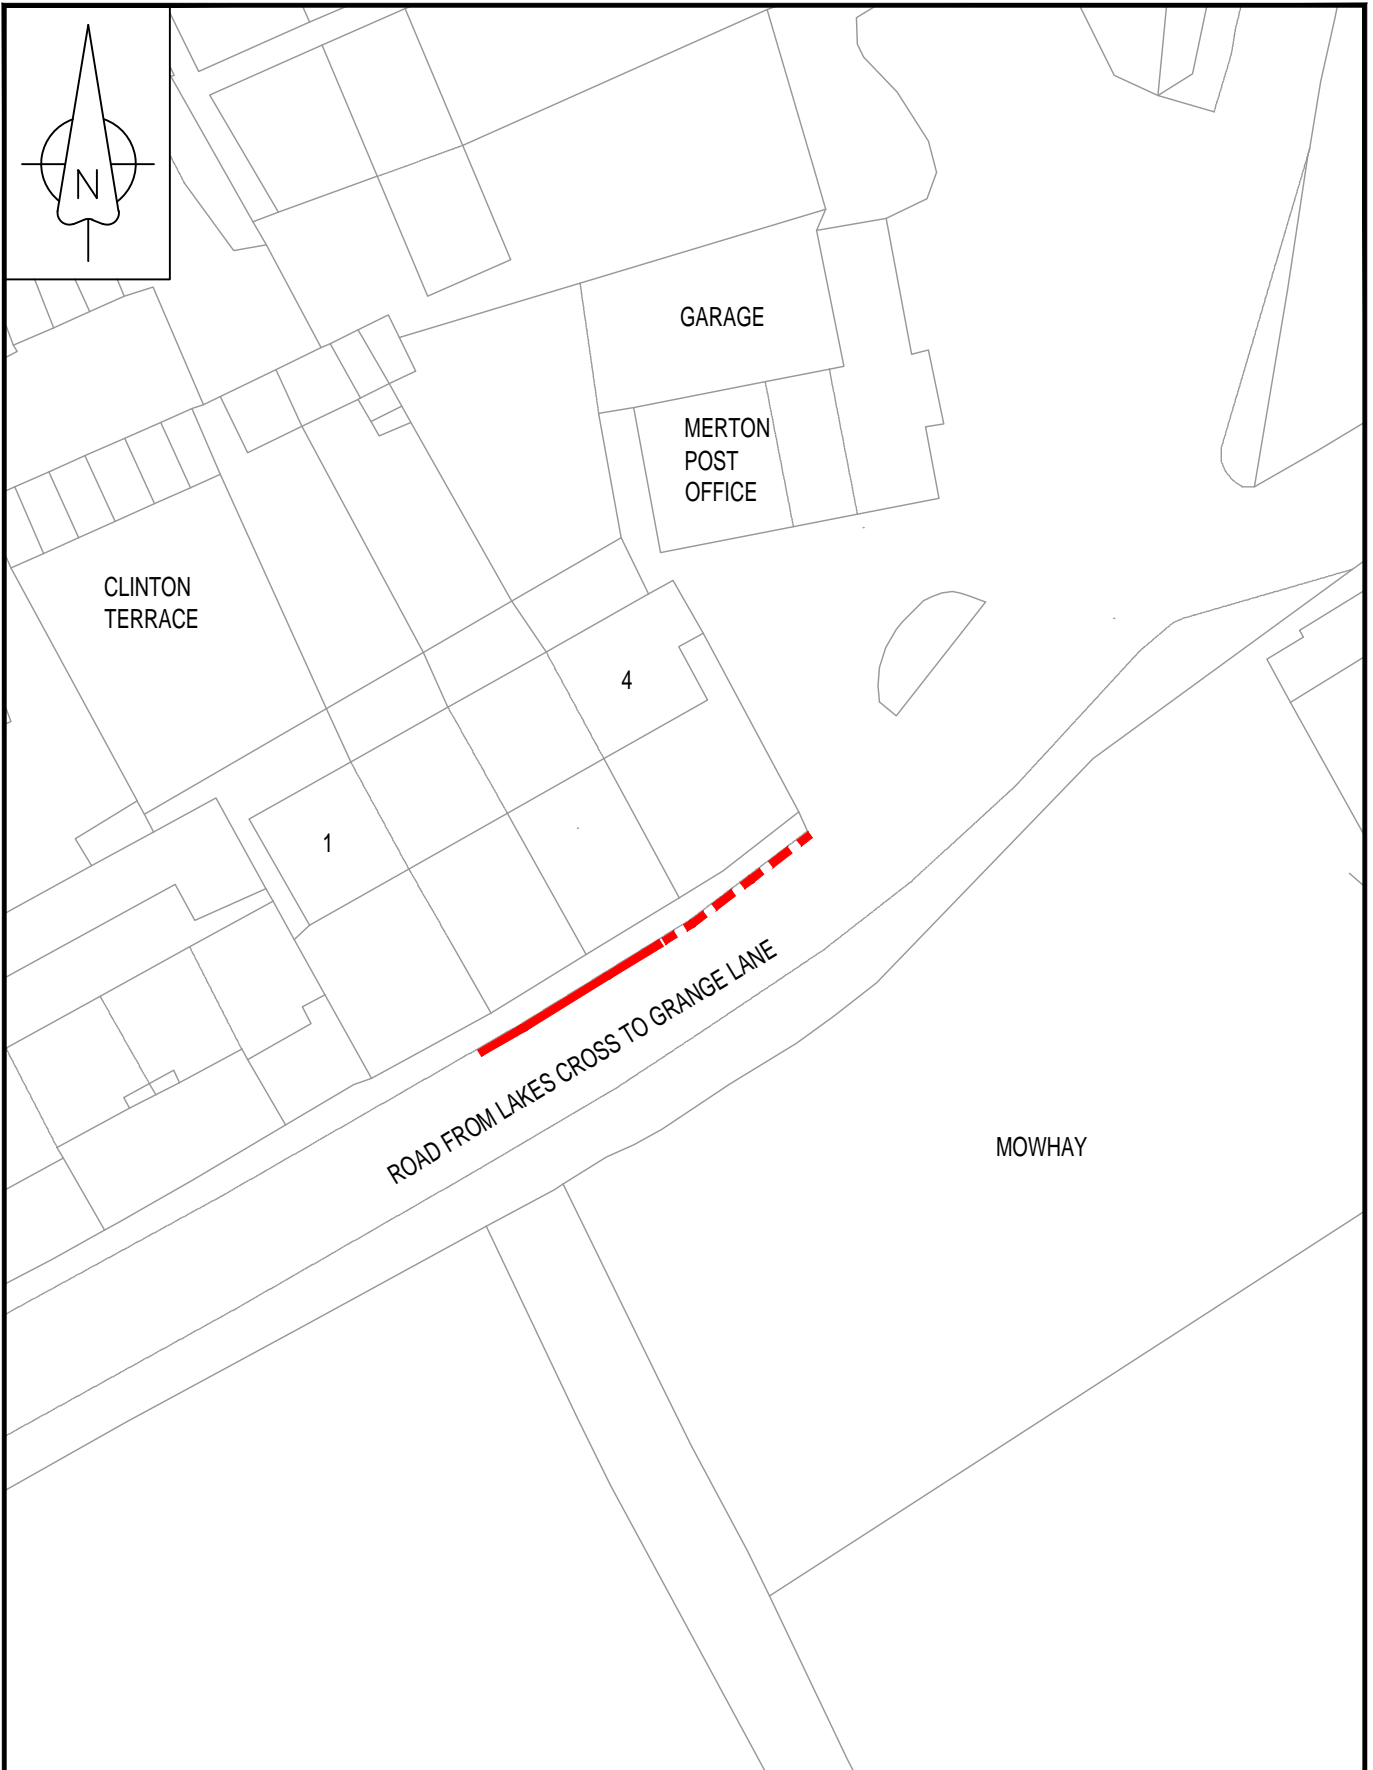 N
GARAGE
MERTON
POST
OFFICE
CLINTON
TERRACE
4
1
ROAD FROM LAKES CROSS TO GRANGE LANE
MOWHAY